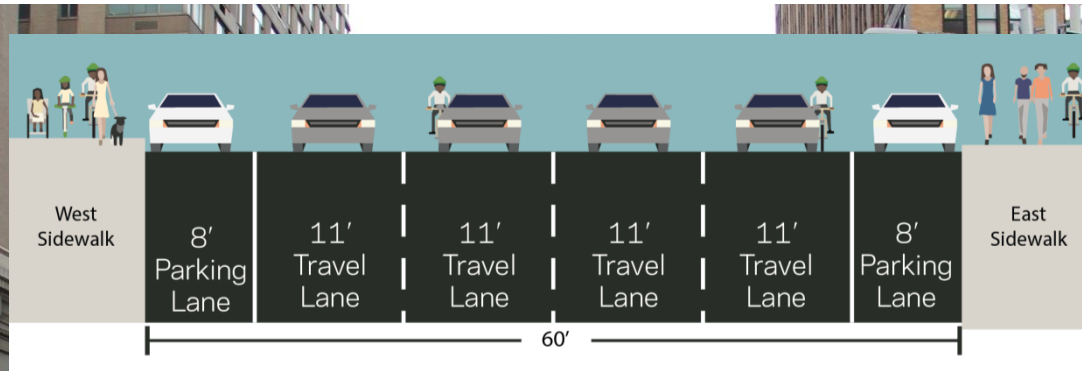 West
Sidewalk
8′
Parking
Lane
11′
Travel
Lane
11′
Travel
Lane
11′
Travel
Lane
11′
Travel
Lane
8′
Parking
Lane
East
Sidewalk
60′